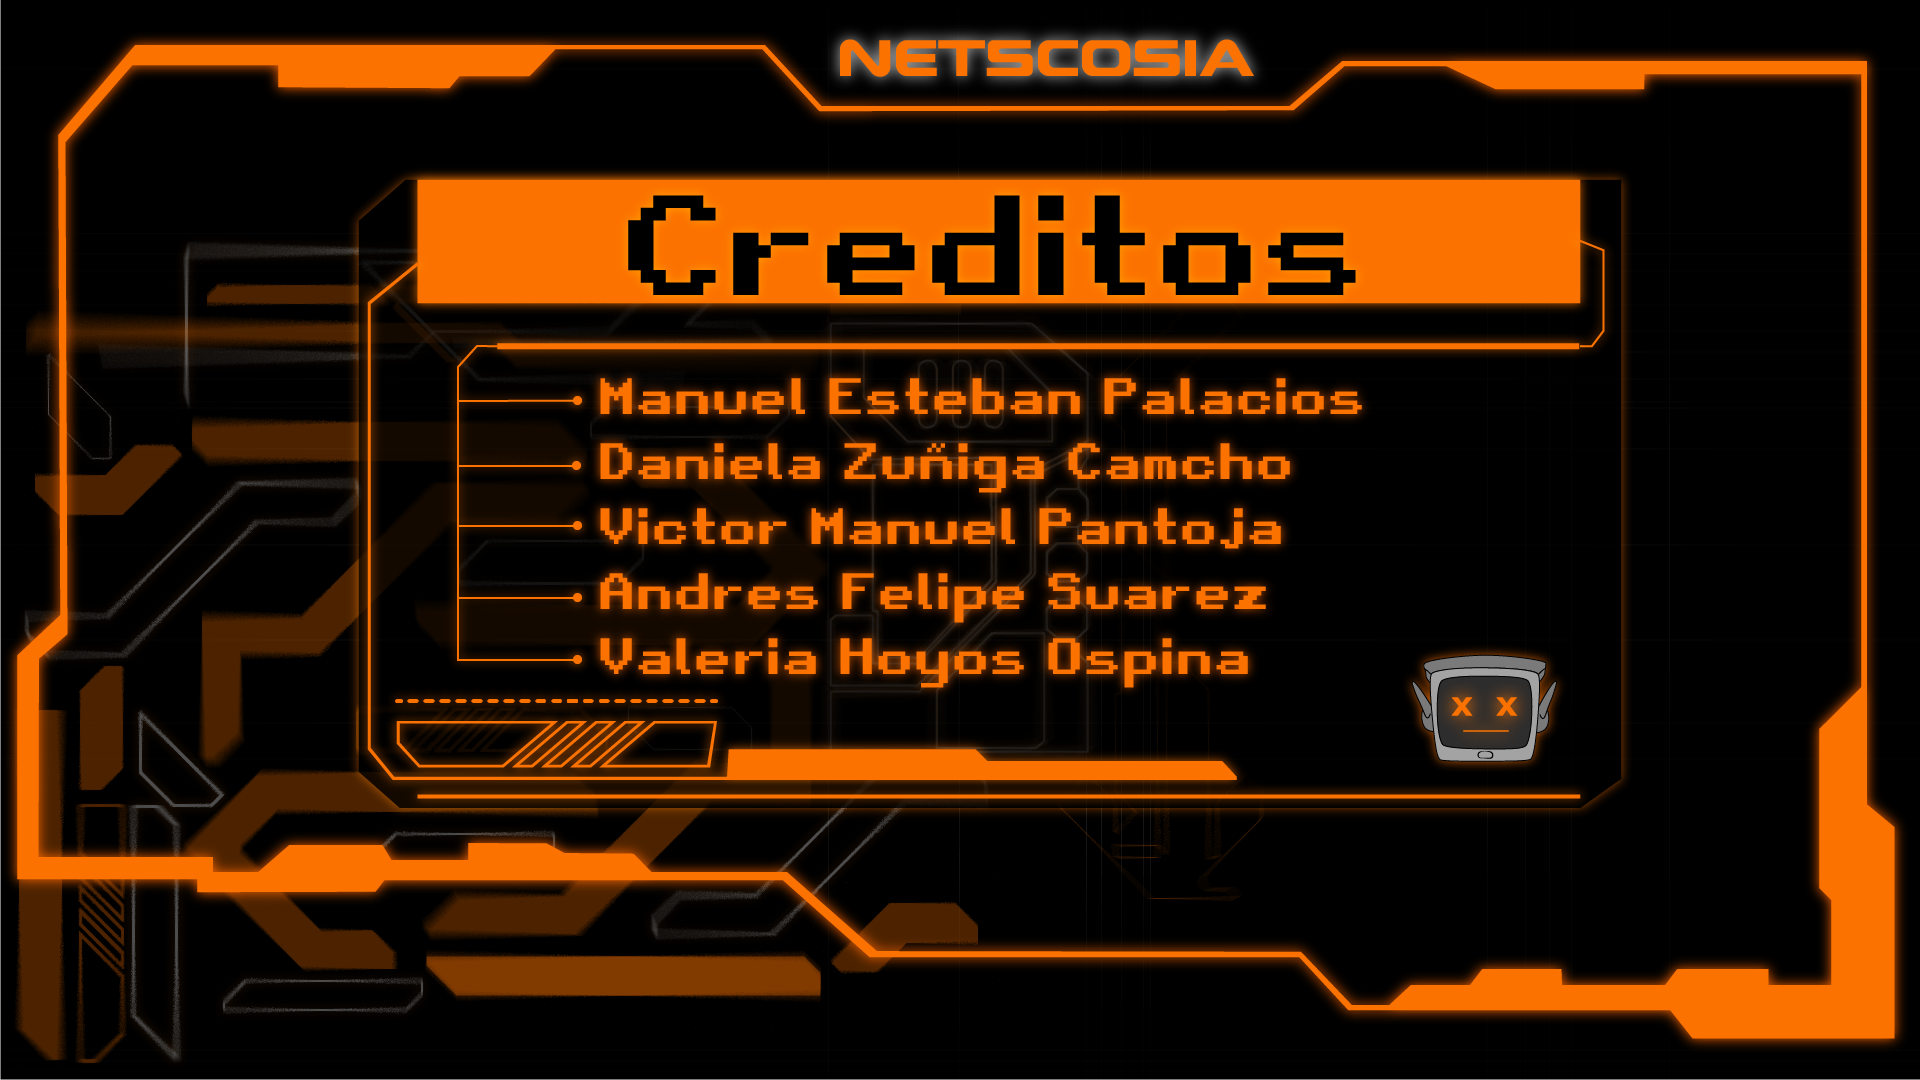 NETSCOSIA
Creditos
Manuel Esteban Palacios
Daniela Zuñiga Camcho
Victor Manuel Pantoja
Andres Felipe Suarez
Valeria Hoyos Ospina
x x